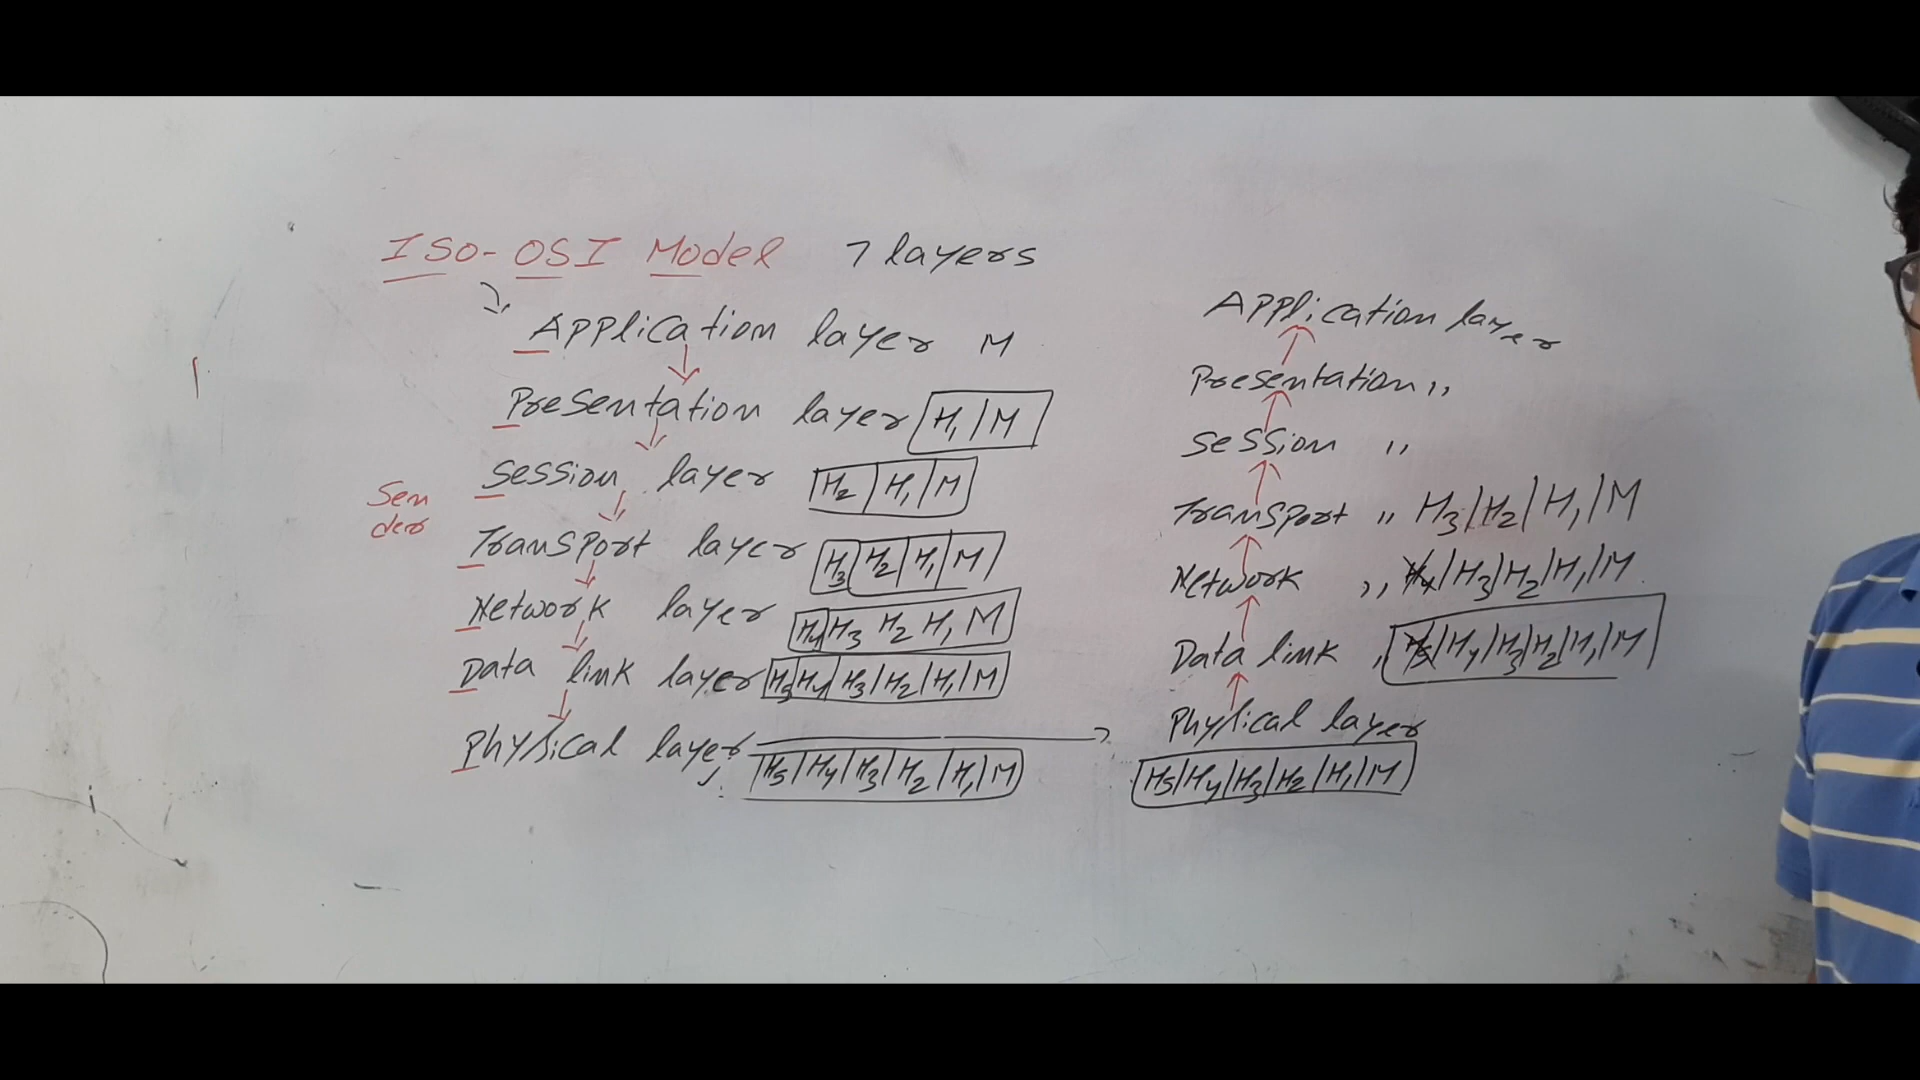 ISO-OSI Model 7 layers
Application layer M
Presentation layer H1 | M
Session layer H2 | H1 | M
Sender
Transport layer H3 | H2 | H1 | M
Network layer H4 | H3 H2 H1 M
Data link layer H5 | H4 | H3 | H2 | H1 | M
Physical layer
H5 | H4 | H3 | H2 | H1 | M
Application layer
Presentation ,,
Session ,,
Transport ,, H3 | H2 | H1 | M
Network ,, H4 | H3 | H2 | H1 | M
Data link ,, H5 | H4 | H3 | H2 | H1 | M
Physical layer
H5 | H4 | H3 | H2 | H1 | M